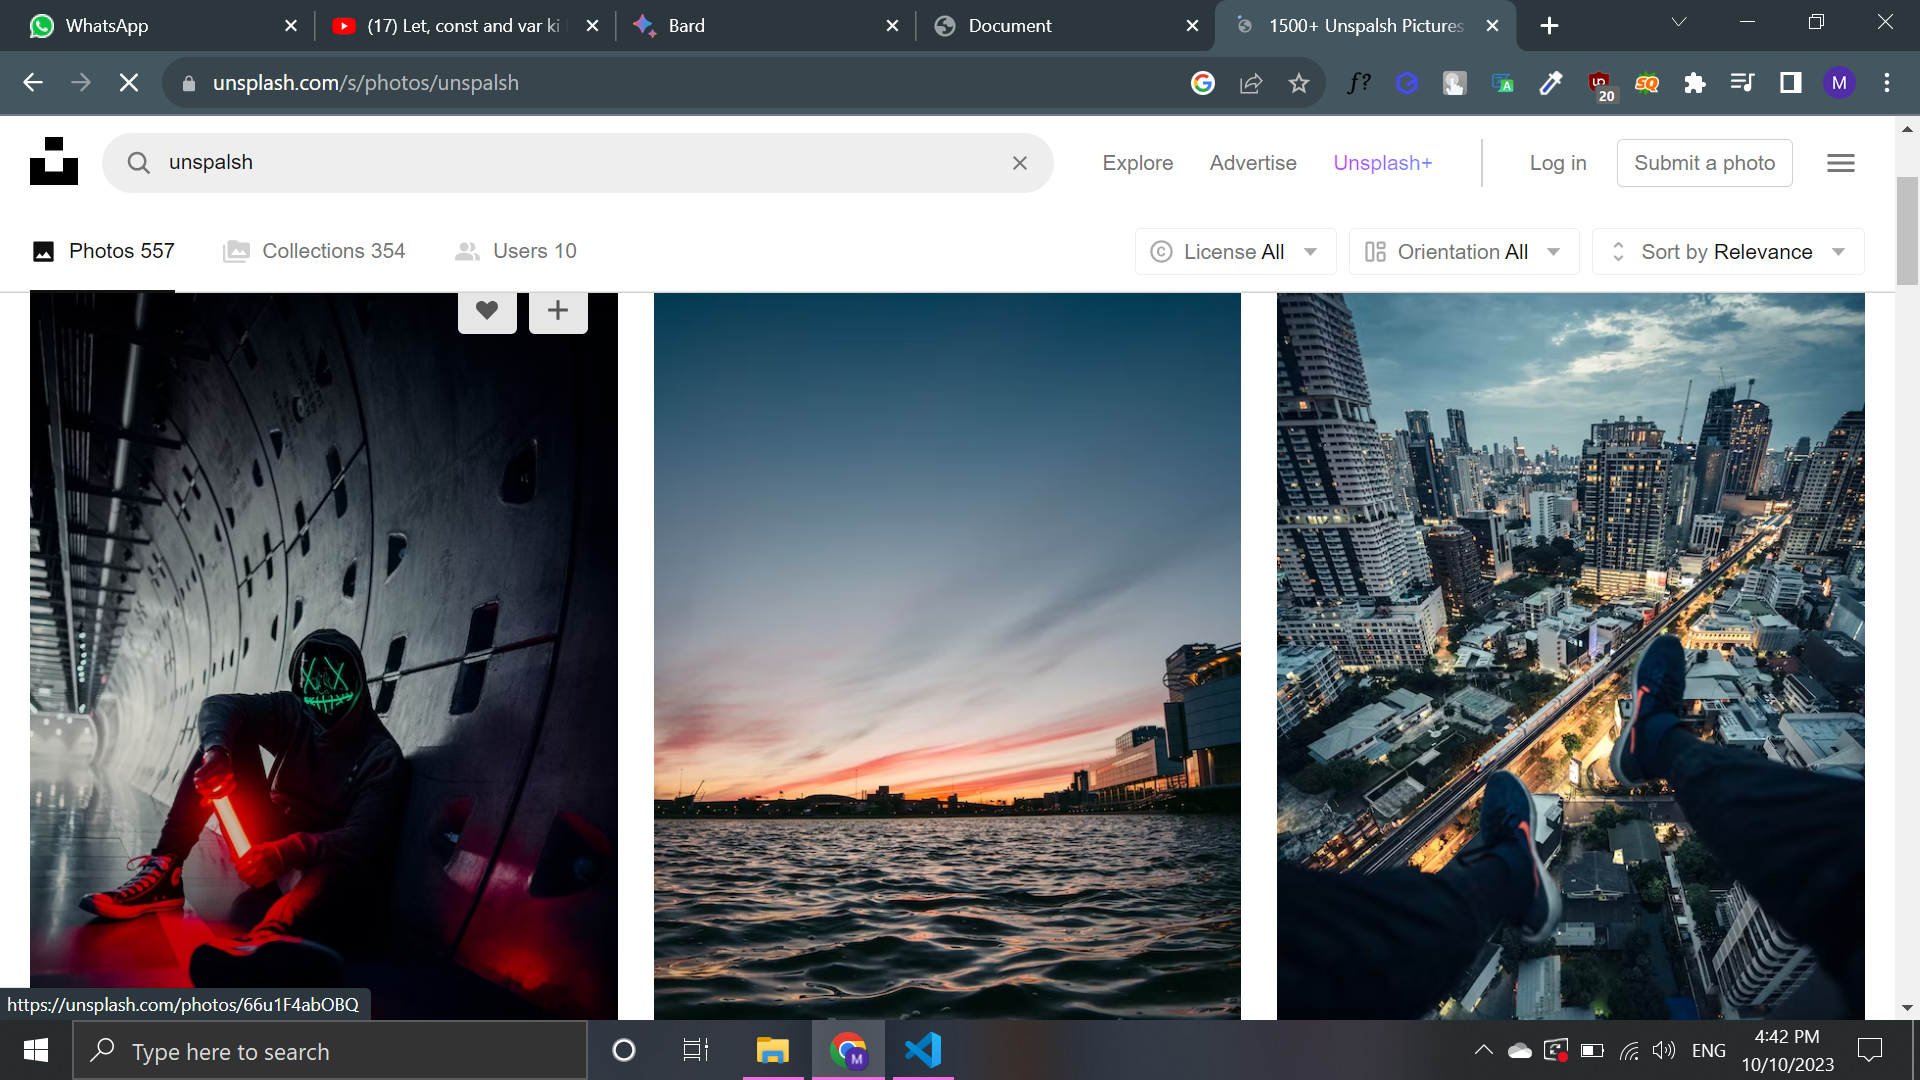 WhatsApp
(17) Let, const and var ki
Bard
Document
1500+ Unspalsh Pictures
unsplash.com/s/photos/unspalsh
f?
20
M
unspalsh
Explore
Advertise
Unsplash+
Log in
Submit a photo
Photos 557
Collections 354
Users 10
License All
Orientation All
Sort by Relevance
https://unsplash.com/photos/66u1F4abOBQ
Type here to search
M
ENG
4:42 PM
10/10/2023